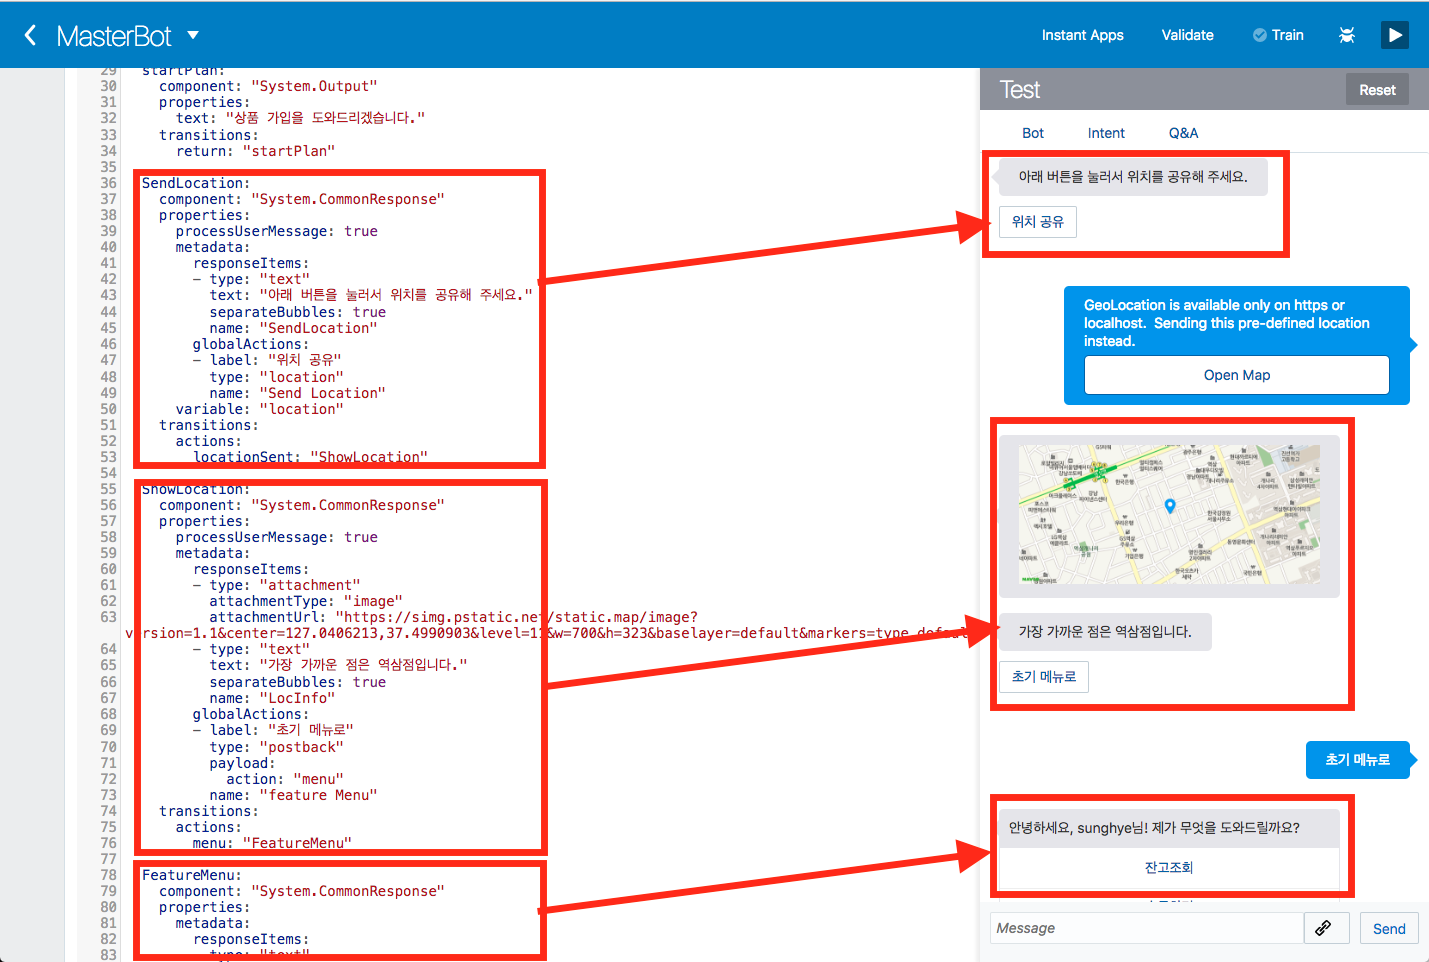 MasterBot
Instant Apps
Validate
Train
29 startPlan:
30 component: "System.Output"
31 properties:
32 text: "상품 가입을 도와드리겠습니다."
33 transitions:
34 return: "startPlan"
35
36 SendLocation:
37 component: "System.CommonResponse"
38 properties:
39 processUserMessage: true
40 metadata:
41 responseItems:
42 - type: "text"
43 text: "아래 버튼을 눌러서 위치를 공유해 주세요."
44 separateBubbles: true
45 name: "SendLocation"
46 globalActions:
47 - label: "위치 공유"
48 type: "location"
49 name: "Send Location"
50 variable: "location"
51 transitions:
52 actions:
53 locationSent: "ShowLocation"
54
55 ShowLocation:
56 component: "System.CommonResponse"
57 properties:
58 processUserMessage: true
59 metadata:
60 responseItems:
61 - type: "attachment"
62 attachmentType: "image"
63 attachmentUrl: "https://simg.pstatic.net/static.map/image?
version=1.1&center=127.0406213,37.4990903&level=11&w=700&h=323&baselayer=default&markers=type,defaul
64 - type: "text"
65 text: "가장 가까운 점은 역삼점입니다."
66 separateBubbles: true
67 name: "LocInfo"
68 globalActions:
69 - label: "초기 메뉴로"
70 type: "postback"
71 payload:
72 action: "menu"
73 name: "feature Menu"
74 transitions:
75 actions:
76 menu: "FeatureMenu"
77
78 FeatureMenu:
79 component: "System.CommonResponse"
80 properties:
81 metadata:
82 responseItems:
83 - type: "text"
Test
Reset
Bot
Intent
Q&A
아래 버튼을 눌러서 위치를 공유해 주세요.
위치 공유
GeoLocation is available only on https or
localhost. Sending this pre-defined location
instead.
Open Map
가장 가까운 점은 역삼점입니다.
초기 메뉴로
초기 메뉴로
안녕하세요, sunghye님! 제가 무엇을 도와드릴까요?
잔고조회
Message
Send